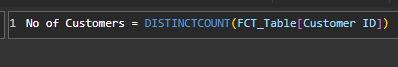 1 No of Customers = DISTINCTCOUNT(FCT_Table[Customer ID])